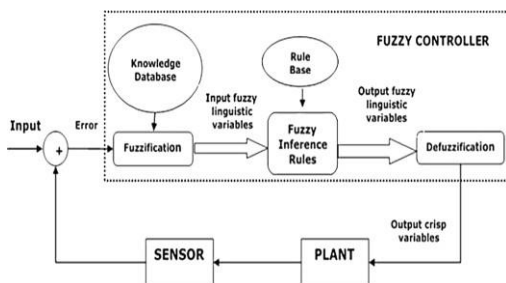 FUZZY CONTROLLER
Knowledge
Database
Rule
Base
Input fuzzy
linguistic
variables
Output fuzzy
linguistic
variables
Input
Error
+
Fuzzification
Fuzzy
Inference
Rules
Defuzzification
Output crisp
variables
SENSOR
PLANT